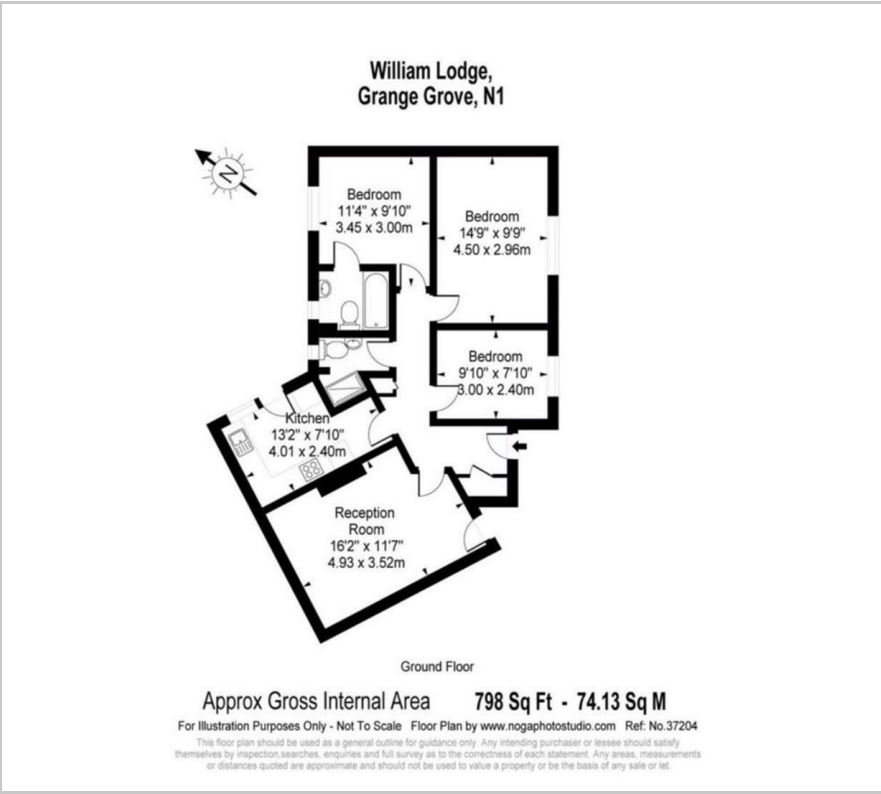 William Lodge,
Grange Grove, N1
N
Bedroom
11'4" x 9'10"
3.45 x 3.00m
Bedroom
14'9" x 9'9"
4.50 x 2.96m
Bedroom
9'10" x 7'10"
3.00 x 2.40m
Kitchen
13'2" x 7'10"
4.01 x 2.40m
Reception
Room
16'2" x 11'7"
4.93 x 3.52m
Ground Floor
Approx Gross Internal Area 798 Sq Ft - 74.13 Sq M
For Illustration Purposes Only - Not To Scale Floor Plan by www.nogaphotostudio.com Ref: No.37204
This floor plan should be used as a general outline for guidance only. Any intending purchaser or lessee should satisfy
themselves by inspection,searches, enquiries and full survey as to the correctness of each statement. Any areas, measurements
or distances quoted are approximate and should not be used to value a property or be the basis of any sale or let.